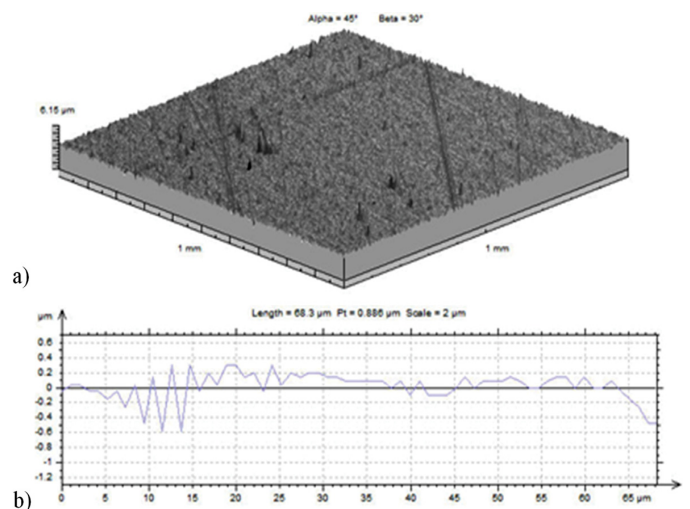 Alpha = 45° Beta = 30°
6.15 µm
1 mm
1 mm
a)
µm
Length = 68.3 µm Pt = 0.886 µm Scale = 2 µm
0.6
0.4
0.2
0
-0.2
-0.4
-0.6
-0.8
-1
-1.2
0 5 10 15 20 25 30 35 40 45 50 55 60 65 µm
b)